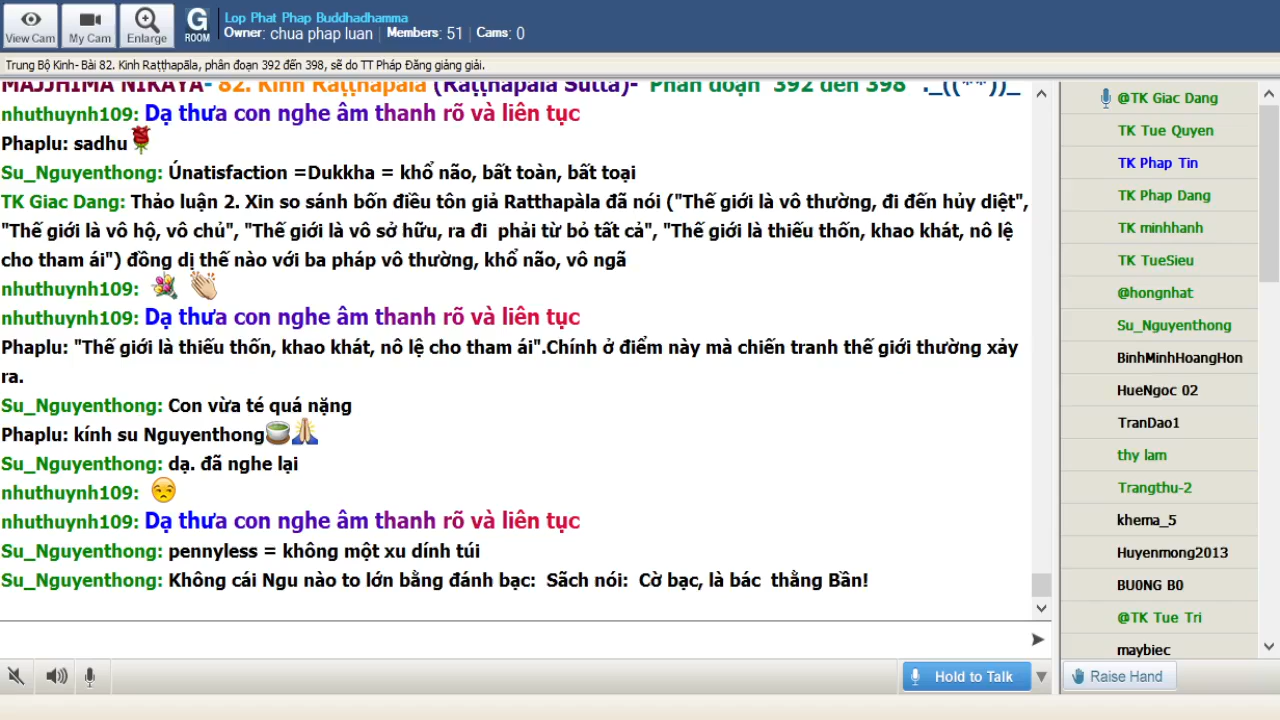 View Cam
My Cam
Enlarge
G
ROOM
Lop Phat Phap Buddhadhamma
Owner: chua phap luan Members: 51 Cams: 0
Trung Bộ Kinh- Bài 82. Kinh Raṭṭhapāla, phân đoạn 392 đến 398, sẽ do TT Pháp Đăng giảng giải.
MAJJHIMA NIKAYA- 82. Kinh Raṭṭhapāla (Raṭṭhapāla Sutta)- Phân đoạn 392 đến 398 ._((**))_
nhuthuynh109: Dạ thưa con nghe âm thanh rõ và liên tục
Phaplu: sadhu
Su_Nguyenthong: Únatisfaction =Dukkha = khổ não, bất toàn, bất toại
TK Giac Dang: Thảo luận 2. Xin so sánh bốn điều tôn giả Ratthapàla đã nói ("Thế giới là vô thường, đi đến hủy diệt",
"Thế giới là vô hộ, vô chủ", "Thế giới là vô sở hữu, ra đi phải từ bỏ tất cả", "Thế giới là thiếu thốn, khao khát, nô lệ
cho tham ái") đồng dị thế nào với ba pháp vô thường, khổ não, vô ngã
nhuthuynh109:
nhuthuynh109: Dạ thưa con nghe âm thanh rõ và liên tục
Phaplu: "Thế giới là thiếu thốn, khao khát, nô lệ cho tham ái".Chính ở điểm này mà chiến tranh thế giới thường xảy
ra.
Su_Nguyenthong: Con vừa té quá nặng
Phaplu: kính su Nguyenthong
Su_Nguyenthong: dạ. đã nghe lại
nhuthuynh109:
nhuthuynh109: Dạ thưa con nghe âm thanh rõ và liên tục
Su_Nguyenthong: pennyless = không một xu dính túi
Su_Nguyenthong: Không cái Ngu nào to lớn bằng đánh bạc: Sãch nói: Cờ bạc, là bác thằng Bần!
Hold to Talk
@TK Giac Dang
TK Tue Quyen
TK Phap Tin
TK Phap Dang
TK minhhanh
TK TueSieu
@hongnhat
Su_Nguyenthong
BinhMinhHoangHon
HueNgoc 02
TranDao1
thy lam
Trangthu-2
khema_5
Huyenmong2013
BU0NG B0
@TK Tue Tri
maybiec
Raise Hand